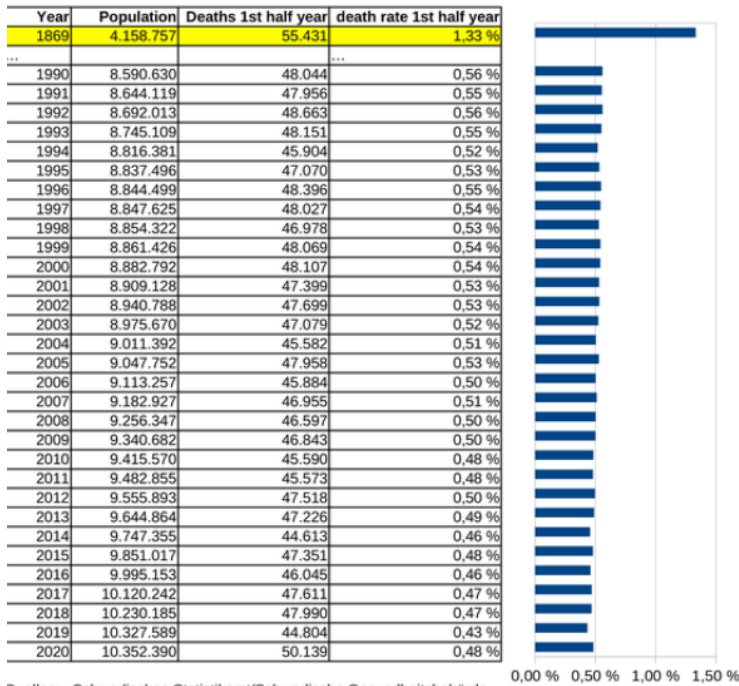 Year Population Deaths 1st half year death rate 1st half year
1869 4.158.757 55.431 1,33 %
... ...
1990 8.590.630 48.044 0,56 %
1991 8.644.119 47.956 0,55 %
1992 8.692.013 48.663 0,56 %
1993 8.745.109 48.151 0,55 %
1994 8.816.381 45.904 0,52 %
1995 8.837.496 47.070 0,53 %
1996 8.844.499 48.396 0,55 %
1997 8.847.625 48.027 0,54 %
1998 8.854.322 46.978 0,53 %
1999 8.861.426 48.069 0,54 %
2000 8.882.792 48.107 0,54 %
2001 8.909.128 47.399 0,53 %
2002 8.940.788 47.699 0,53 %
2003 8.975.670 47.079 0,52 %
2004 9.011.392 45.582 0,51 %
2005 9.047.752 47.958 0,53 %
2006 9.113.257 45.884 0,50 %
2007 9.182.927 46.955 0,51 %
2008 9.256.347 46.597 0,50 %
2009 9.340.682 46.843 0,50 %
2010 9.415.570 45.590 0,48 %
2011 9.482.855 45.573 0,48 %
2012 9.555.893 47.518 0,50 %
2013 9.644.864 47.226 0,49 %
2014 9.747.355 44.613 0,46 %
2015 9.851.017 47.351 0,48 %
2016 9.995.153 46.045 0,46 %
2017 10.120.242 47.611 0,47 %
2018 10.230.185 47.990 0,47 %
2019 10.327.589 44.804 0,43 %
2020 10.352.390 50.139 0,48 %
0,00 % 0,50 % 1,00 % 1,50 %